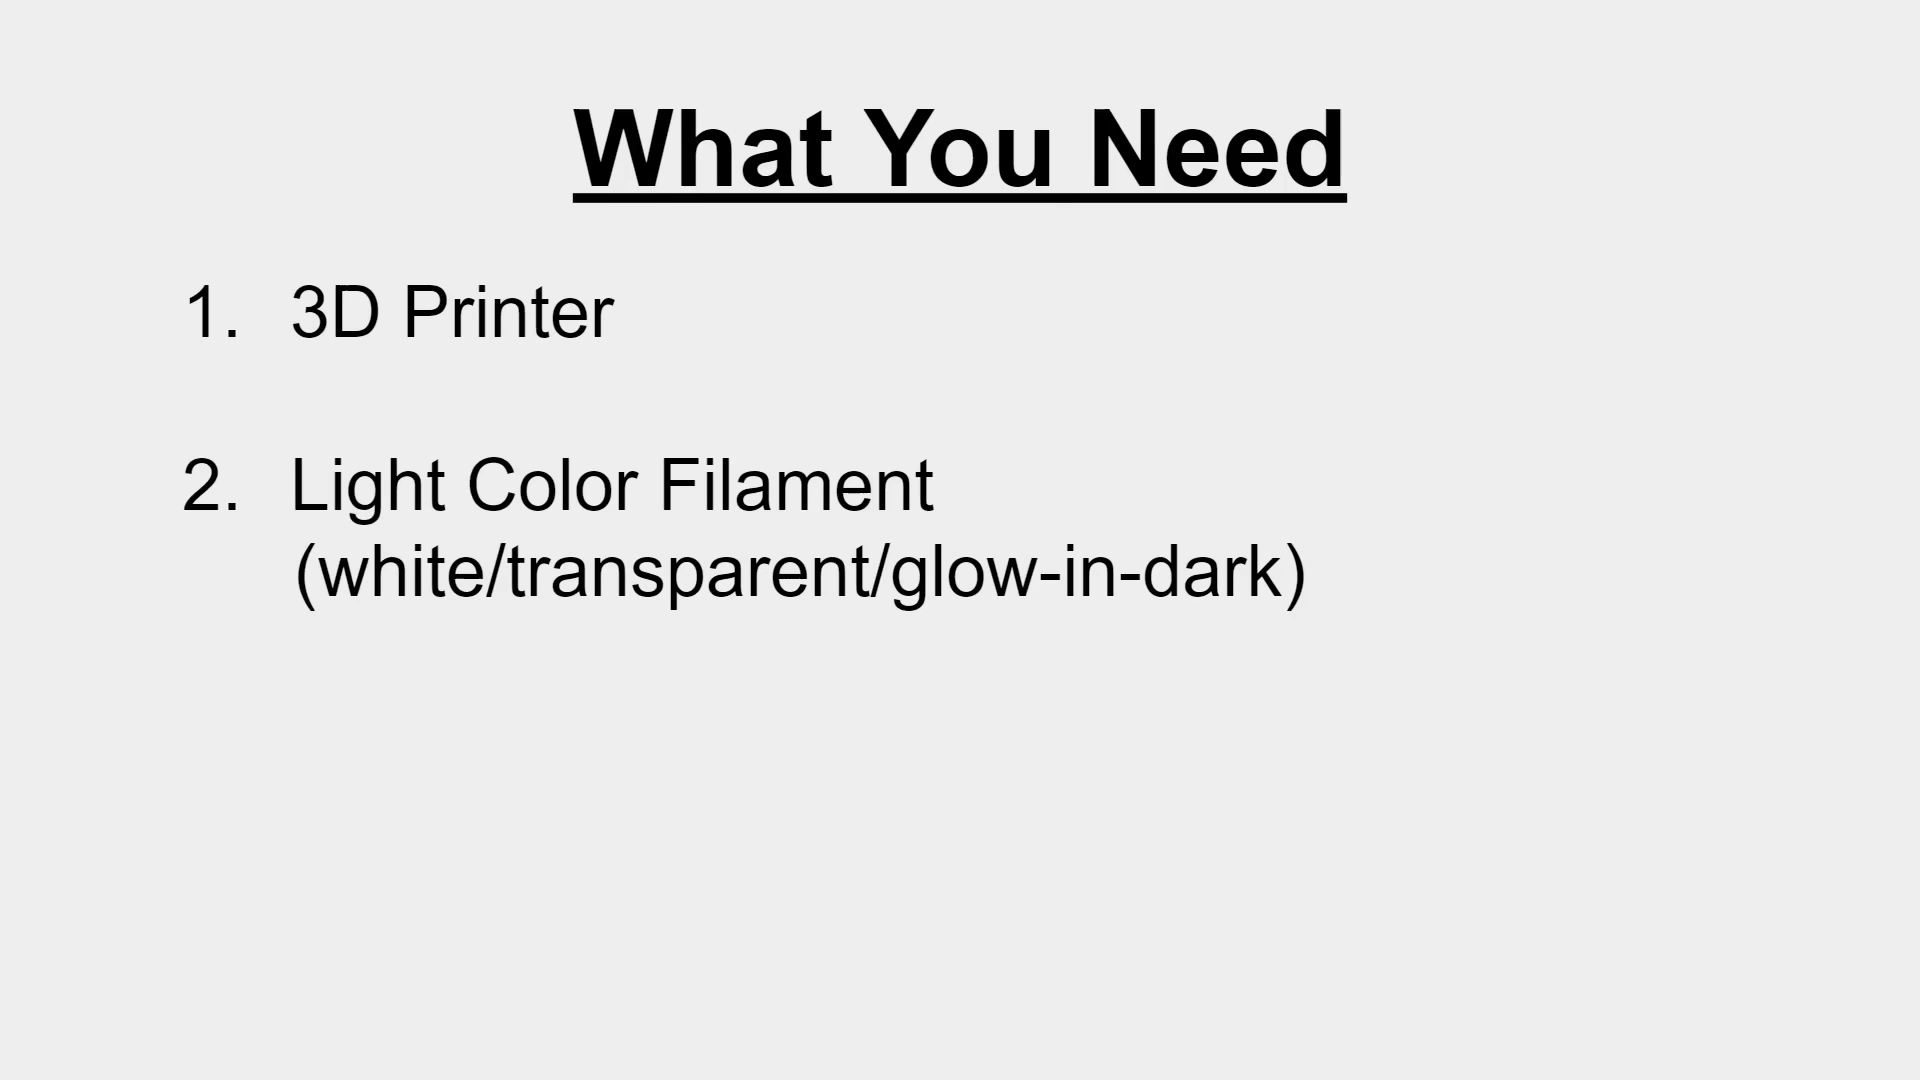 What You Need
1. 3D Printer
2. Light Color Filament
(white/transparent/glow-in-dark)